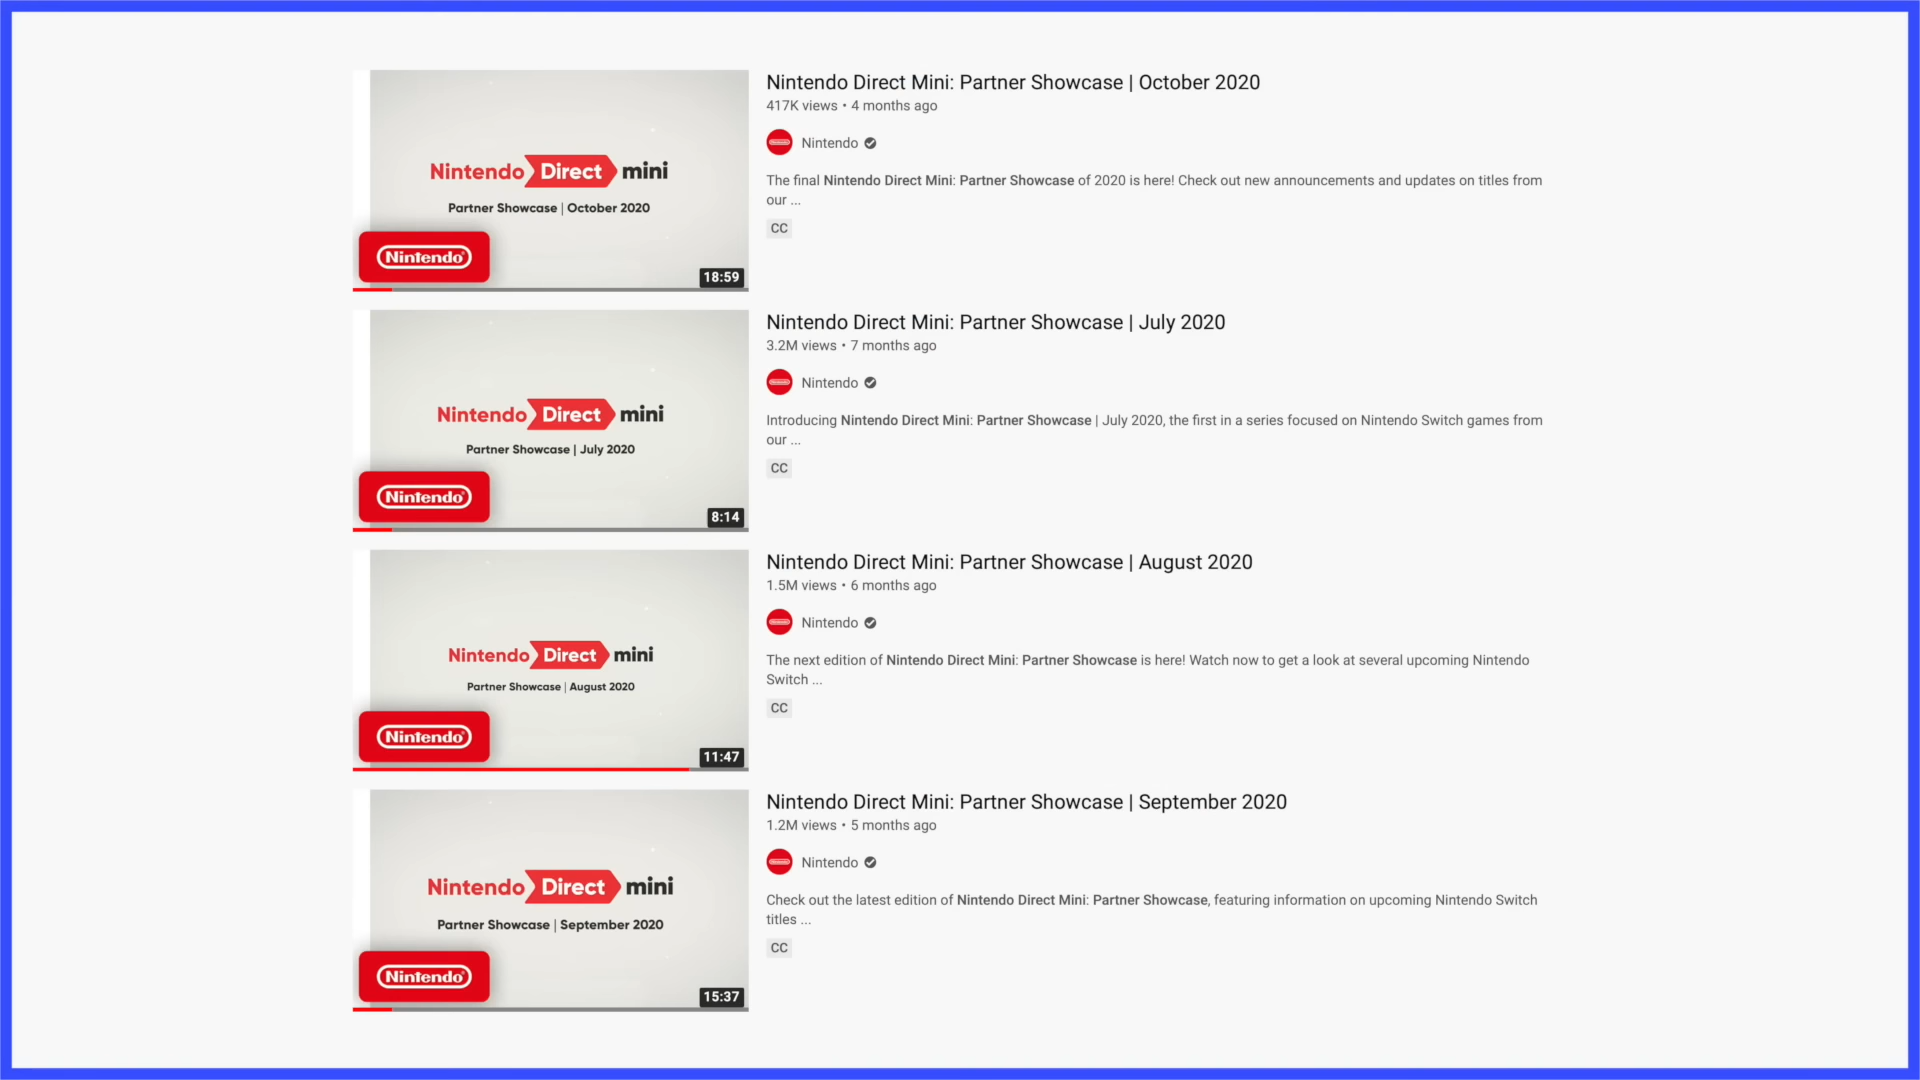 Nintendo Direct mini
Partner Showcase | October 2020
Nintendo
18:59
Nintendo Direct Mini: Partner Showcase | October 2020
417K views • 4 months ago
Nintendo
The final Nintendo Direct Mini: Partner Showcase of 2020 is here! Check out new announcements and updates on titles from
our ...
CC
Nintendo Direct mini
Partner Showcase | July 2020
Nintendo
8:14
Nintendo Direct Mini: Partner Showcase | July 2020
3.2M views • 7 months ago
Nintendo
Introducing Nintendo Direct Mini: Partner Showcase | July 2020, the first in a series focused on Nintendo Switch games from
our ...
CC
Nintendo Direct mini
Partner Showcase | August 2020
Nintendo
11:47
Nintendo Direct Mini: Partner Showcase | August 2020
1.5M views • 6 months ago
Nintendo
The next edition of Nintendo Direct Mini: Partner Showcase is here! Watch now to get a look at several upcoming Nintendo
Switch ...
CC
Nintendo Direct mini
Partner Showcase | September 2020
Nintendo
15:37
Nintendo Direct Mini: Partner Showcase | September 2020
1.2M views • 5 months ago
Nintendo
Check out the latest edition of Nintendo Direct Mini: Partner Showcase, featuring information on upcoming Nintendo Switch
titles ...
CC